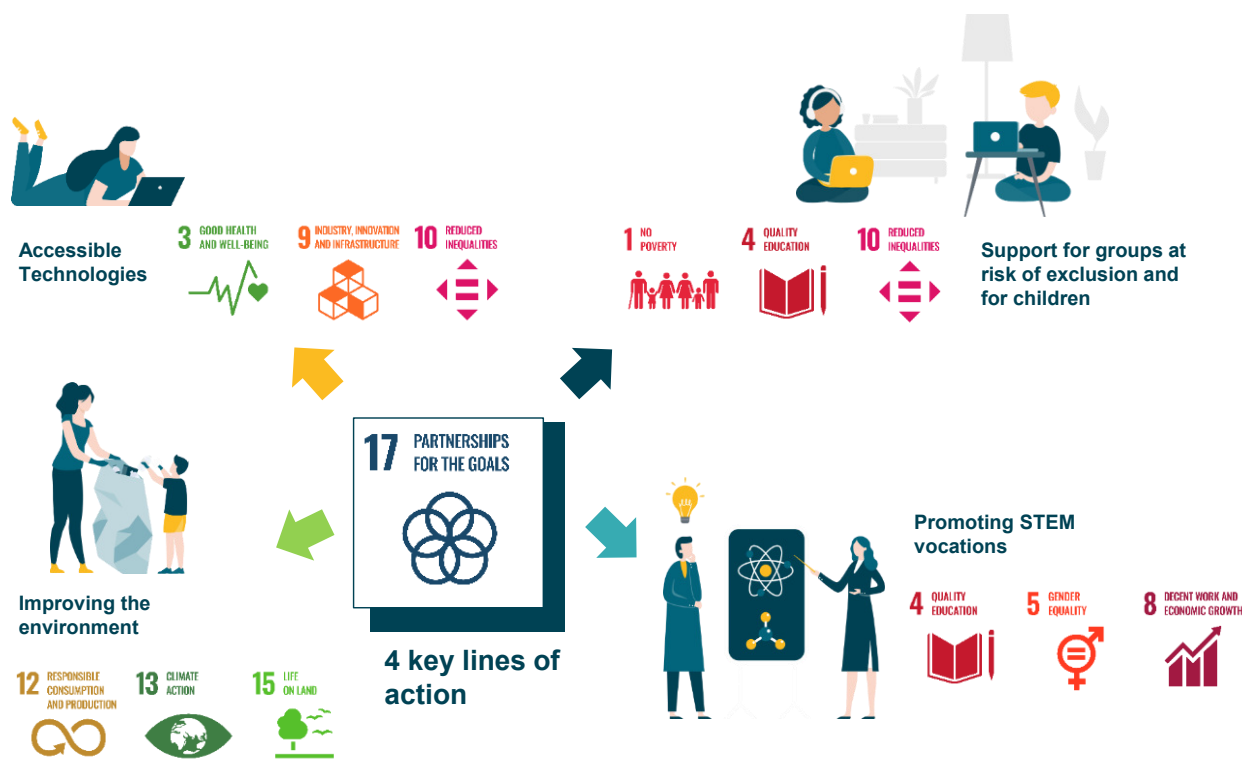 Accessible
Technologies
3 GOOD HEALTH
AND WELL-BEING
9 INDUSTRY, INNOVATION
AND INFRASTRUCTURE
10 REDUCED
INEQUALITIES
1 NO
POVERTY
4 QUALITY
EDUCATION
10 REDUCED
INEQUALITIES
Support for groups at
risk of exclusion and
for children
17 PARTNERSHIPS
FOR THE GOALS
4 key lines of
action
Improving the
environment
12 RESPONSIBLE
CONSUMPTION
AND PRODUCTION
13 CLIMATE
ACTION
15 LIFE
ON LAND
Promoting STEM
vocations
4 QUALITY
EDUCATION
5 GENDER
EQUALITY
8 DECENT WORK AND
ECONOMIC GROWTH